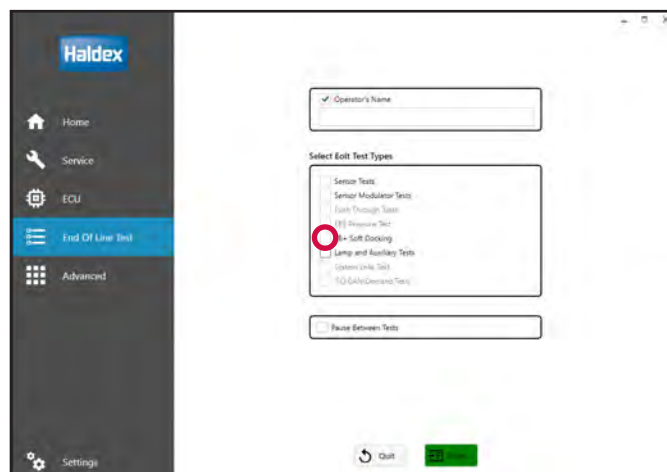 Haldex
Home
Service
ECU
End Of Line Test
Advanced
Settings
Operator's Name
Select Eolt Test Types
Sensor Tests
Sensor Modulator Tests
Pressure Test
Soft Docking
Lamp and Auxiliary Tests
Pause Between Tests
Quit